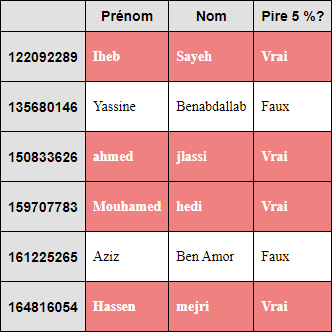 Prénom Nom Pire 5 %?
122092289 Iheb Sayeh Vrai
135680146 Yassine Benabdallab Faux
150833626 ahmed jlassi Vrai
159707783 Mouhamed hedi Vrai
161225265 Aziz Ben Amor Faux
164816054 Hassen mejri Vrai